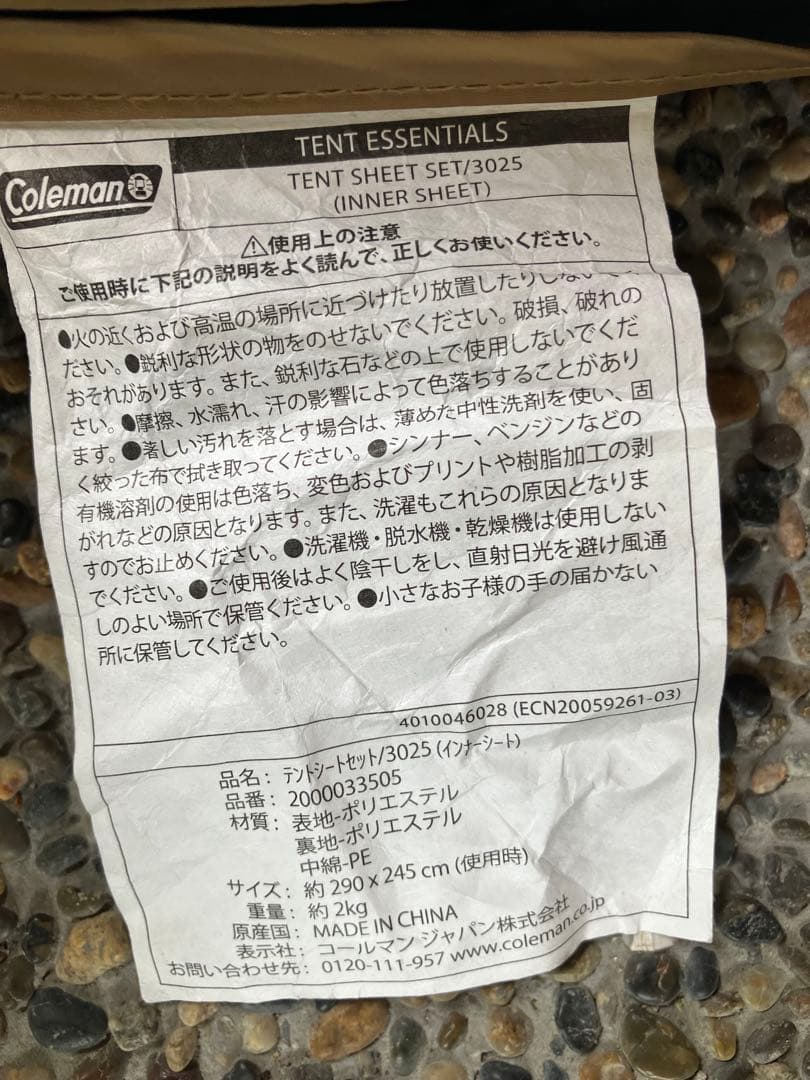 Coleman
TENT ESSENTIALS
TENT SHEET SET/3025
(INNER SHEET)
⚠使用上の注意
ご使用時に下記の説明をよく読んで、正しくお使いください。
●火の近くおよび高温の場所に近づけたり放置したりしないで
ださい。●鋭利な形状の物をのせないでください。破損、破れの
おそれがあります。また、鋭利な石などの上で使用しないでくだ
さい。●摩擦、水濡れ、汗の影響によって色落ちすることがあり
ます。●著しい汚れを落とす場合は、薄めた中性洗剤を使い、固
く絞った布で拭き取ってください。●シンナー、ベンジンなどの
有機溶剤の使用は色落ち、変色およびプリントや樹脂加工の剥
がれなどの原因となります。また、洗濯もこれらの原因となりま
すのでお止めください。●洗濯機・脱水機・乾燥機は使用しない
でください。●ご使用後はよく陰干しをし、直射日光を避け風通
しのよい場所で保管ください。●小さなお子様の手の届かない
所に保管してください。
4010046028 (ECN20059261-03)
品名： テントシートセット/3025 (インナーシート)
品番： 2000033505
材質： 表地-ポリエステル
裏地-ポリエステル
中綿-PE
サイズ： 約 290 x 245 cm (使用時)
重量： 約 2kg
原産国： MADE IN CHINA
表示社： コールマン ジャパン株式会社
お問い合わせ先： 0120-111-957 www.coleman.co.jp